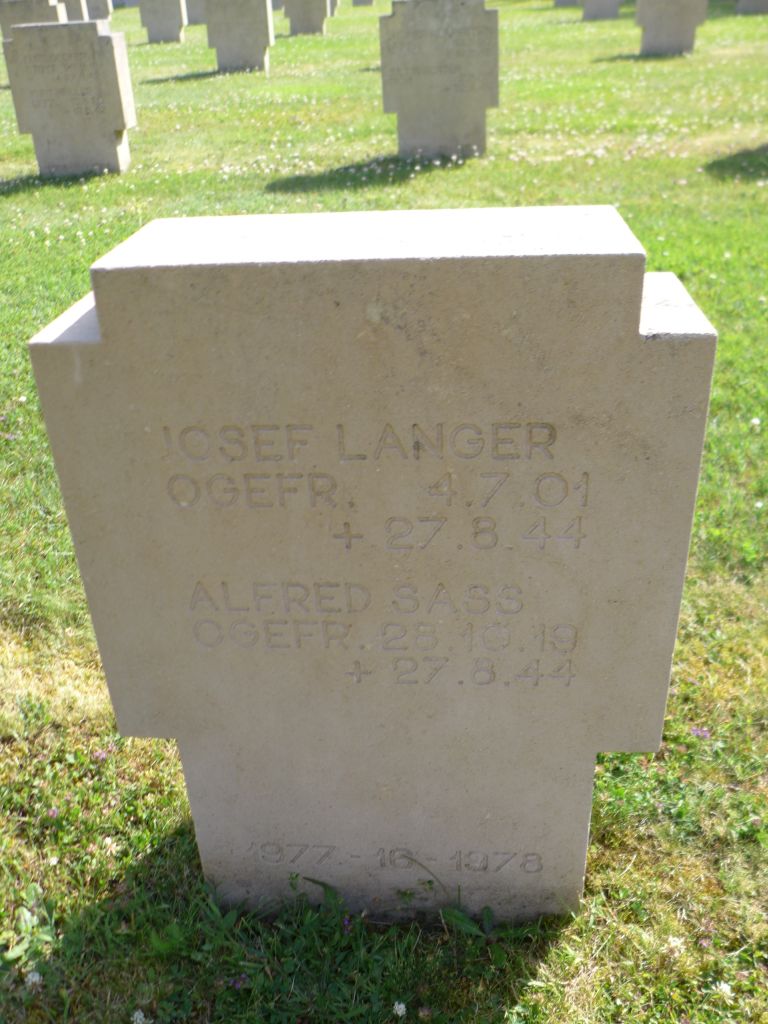 JOSEF LANGER
OGEFR. 4.7.01
+ 27.8.44
ALFRED SASS
OGEFR. 28.10.19
+ 27.8.44
1977-16-1978